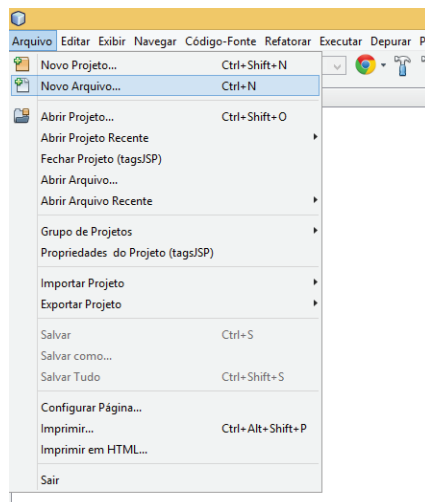 Arquivo Editar Exibir Navegar Código-Fonte Refatorar Executar Depurar
Novo Projeto... Ctrl+Shift+N
Novo Arquivo... Ctrl+N
Abrir Projeto... Ctrl+Shift+O
Abrir Projeto Recente
Fechar Projeto (tagsJSP)
Abrir Arquivo...
Abrir Arquivo Recente
Grupo de Projetos
Propriedades do Projeto (tagsJSP)
Importar Projeto
Exportar Projeto
Salvar Ctrl+S
Salvar como...
Salvar Tudo Ctrl+Shift+S
Configurar Página...
Imprimir... Ctrl+Alt+Shift+P
Imprimir em HTML...
Sair